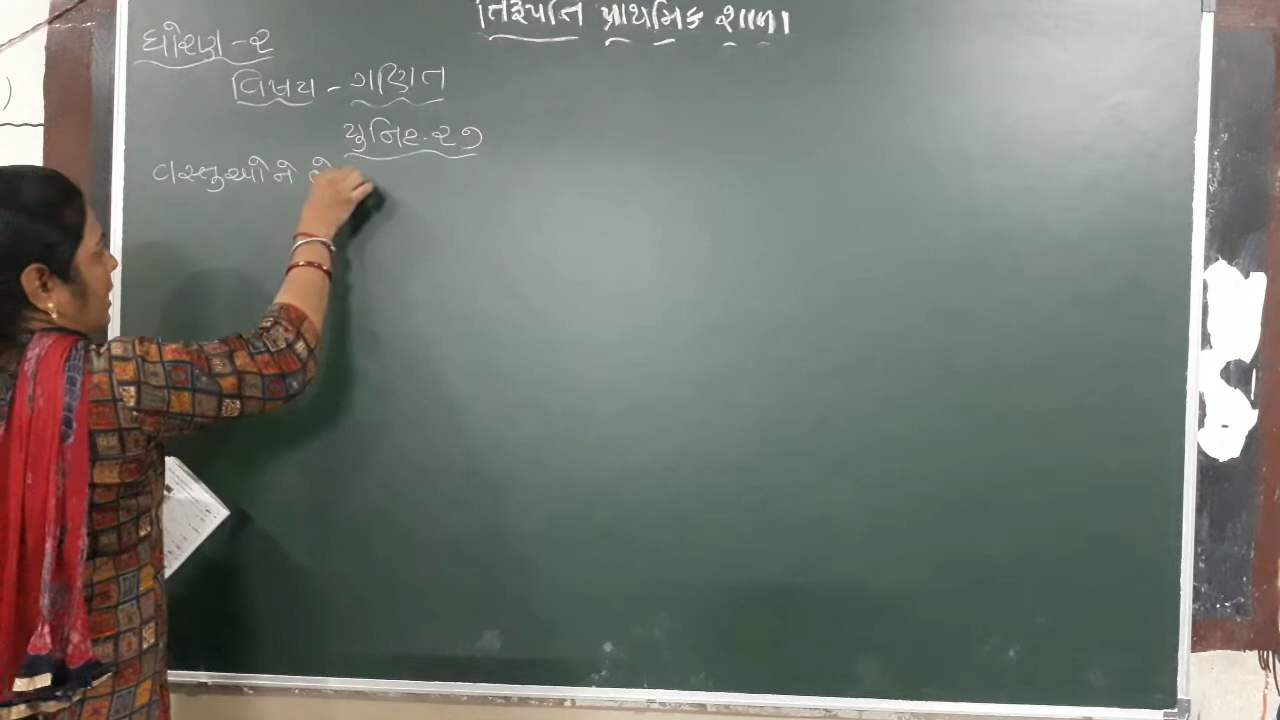 તિરૂપતિ પ્રાથમિક શાળા
ધોરણ-૨
વિષય - ગણિત
યુનિટ-૨૭
વસ્તુઓને